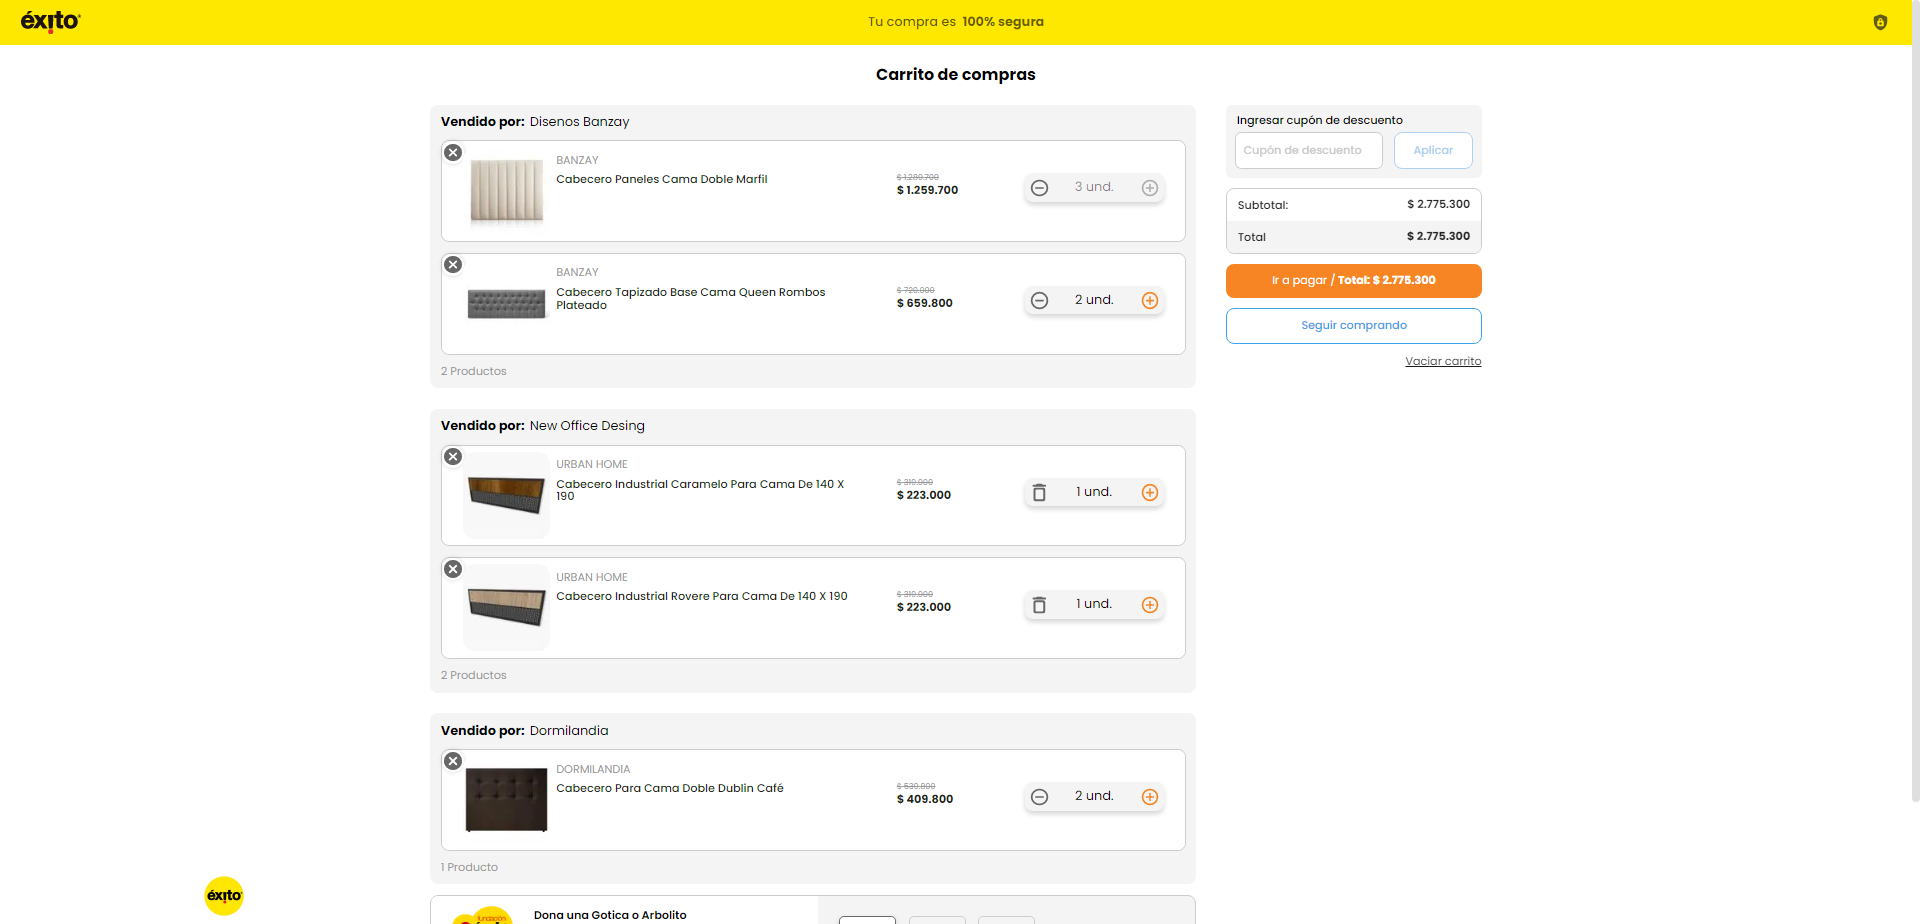 éxito
Tu compra es 100% segura
Carrito de compras
Vendido por: Disenos Banzay
BANZAY
Cabecero Paneles Cama Doble Marfil
$ 1.289.700
$ 1.259.700
3 und.
BANZAY
Cabecero Tapizado Base Cama Queen Rombos
Plateado
$ 720.900
$ 659.800
2 und.
2 Productos
Vendido por: New Office Desing
URBAN HOME
Cabecero Industrial Caramelo Para Cama De 140 X
190
$ 319.000
$ 223.000
1 und.
URBAN HOME
Cabecero Industrial Rovere Para Cama De 140 X 190
$ 319.000
$ 223.000
1 und.
2 Productos
Vendido por: Dormilandia
DORMILANDIA
Cabecero Para Cama Doble Dublin Café
$ 539.800
$ 409.800
2 und.
1 Producto
Ingresar cupón de descuento
Cupón de descuento
Aplicar
Subtotal: $ 2.775.300
Total $ 2.775.300
Ir a pagar / Total: $ 2.775.300
Seguir comprando
Vaciar carrito
éxito
fundación
Dona una Gotica o Arbolito